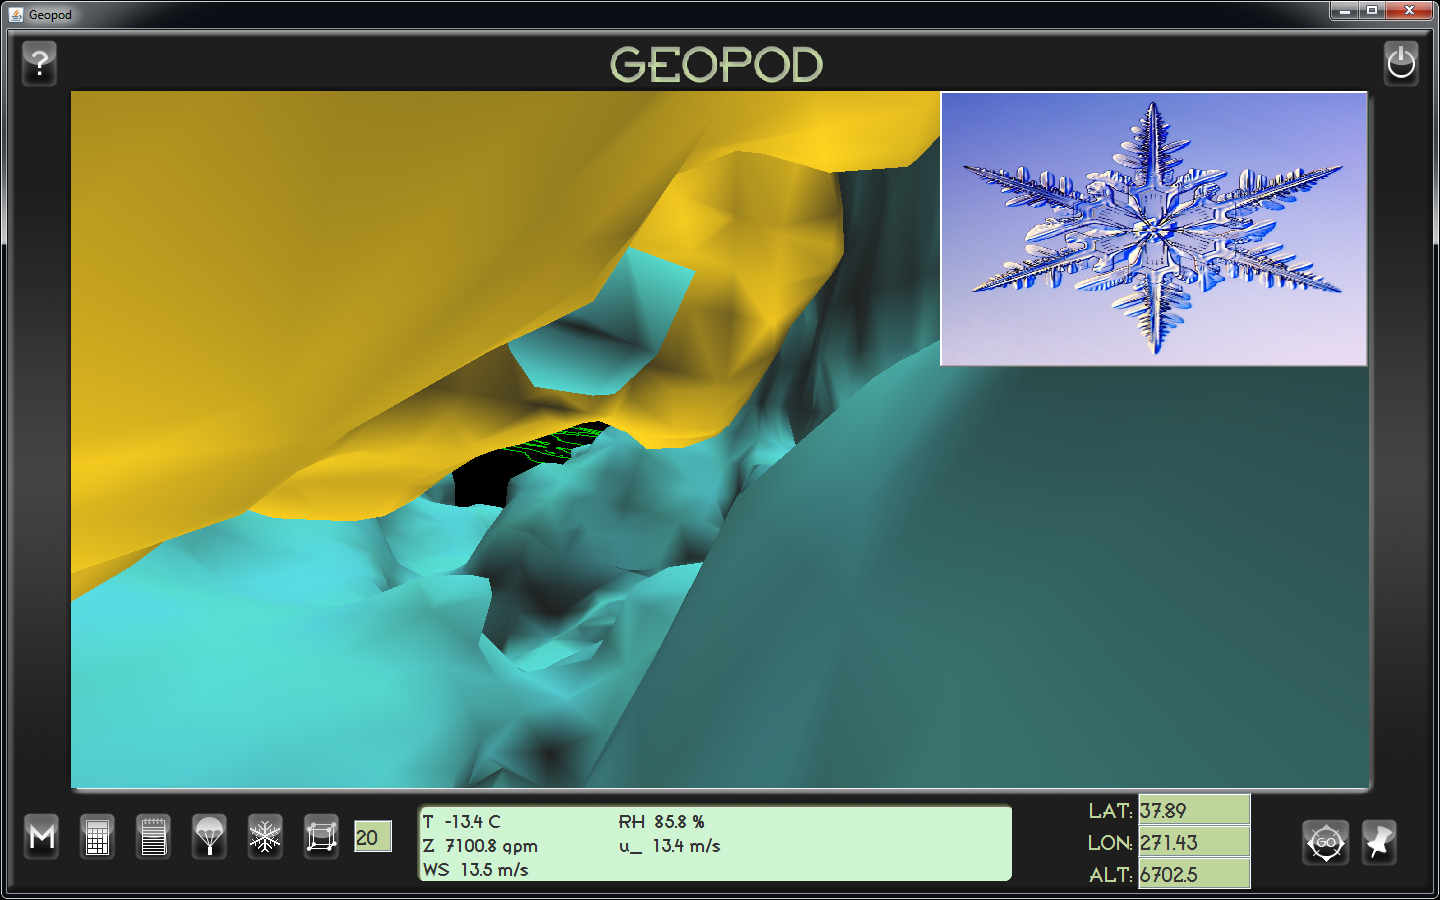 Geopod
?
GEOPOD
M
20
T -13.4 C
RH 85.8 %
Z 7100.8 gpm
u_ 13.4 m/s
WS 13.5 m/s
LAT: 37.89
LON: 271.43
ALT: 6702.5
GO